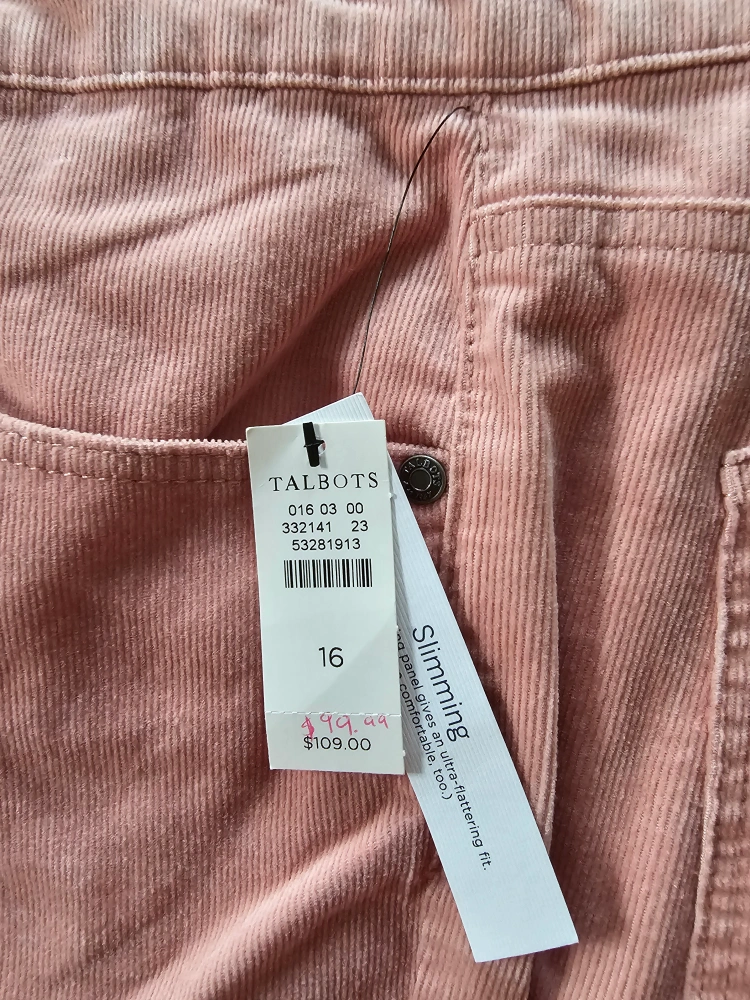 TALBOTS
016 03 00
332141 23
53281913
16
$99.99
$109.00
Slimming
panel gives an ultra-flattering fit.
comfortable, too.)
TALBOTS